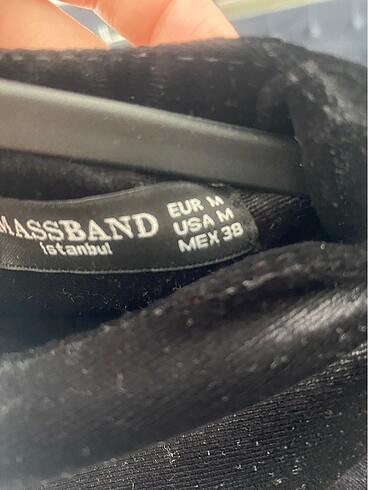 MASSBAND
istanbul
EUR M
USA M
MEX 38